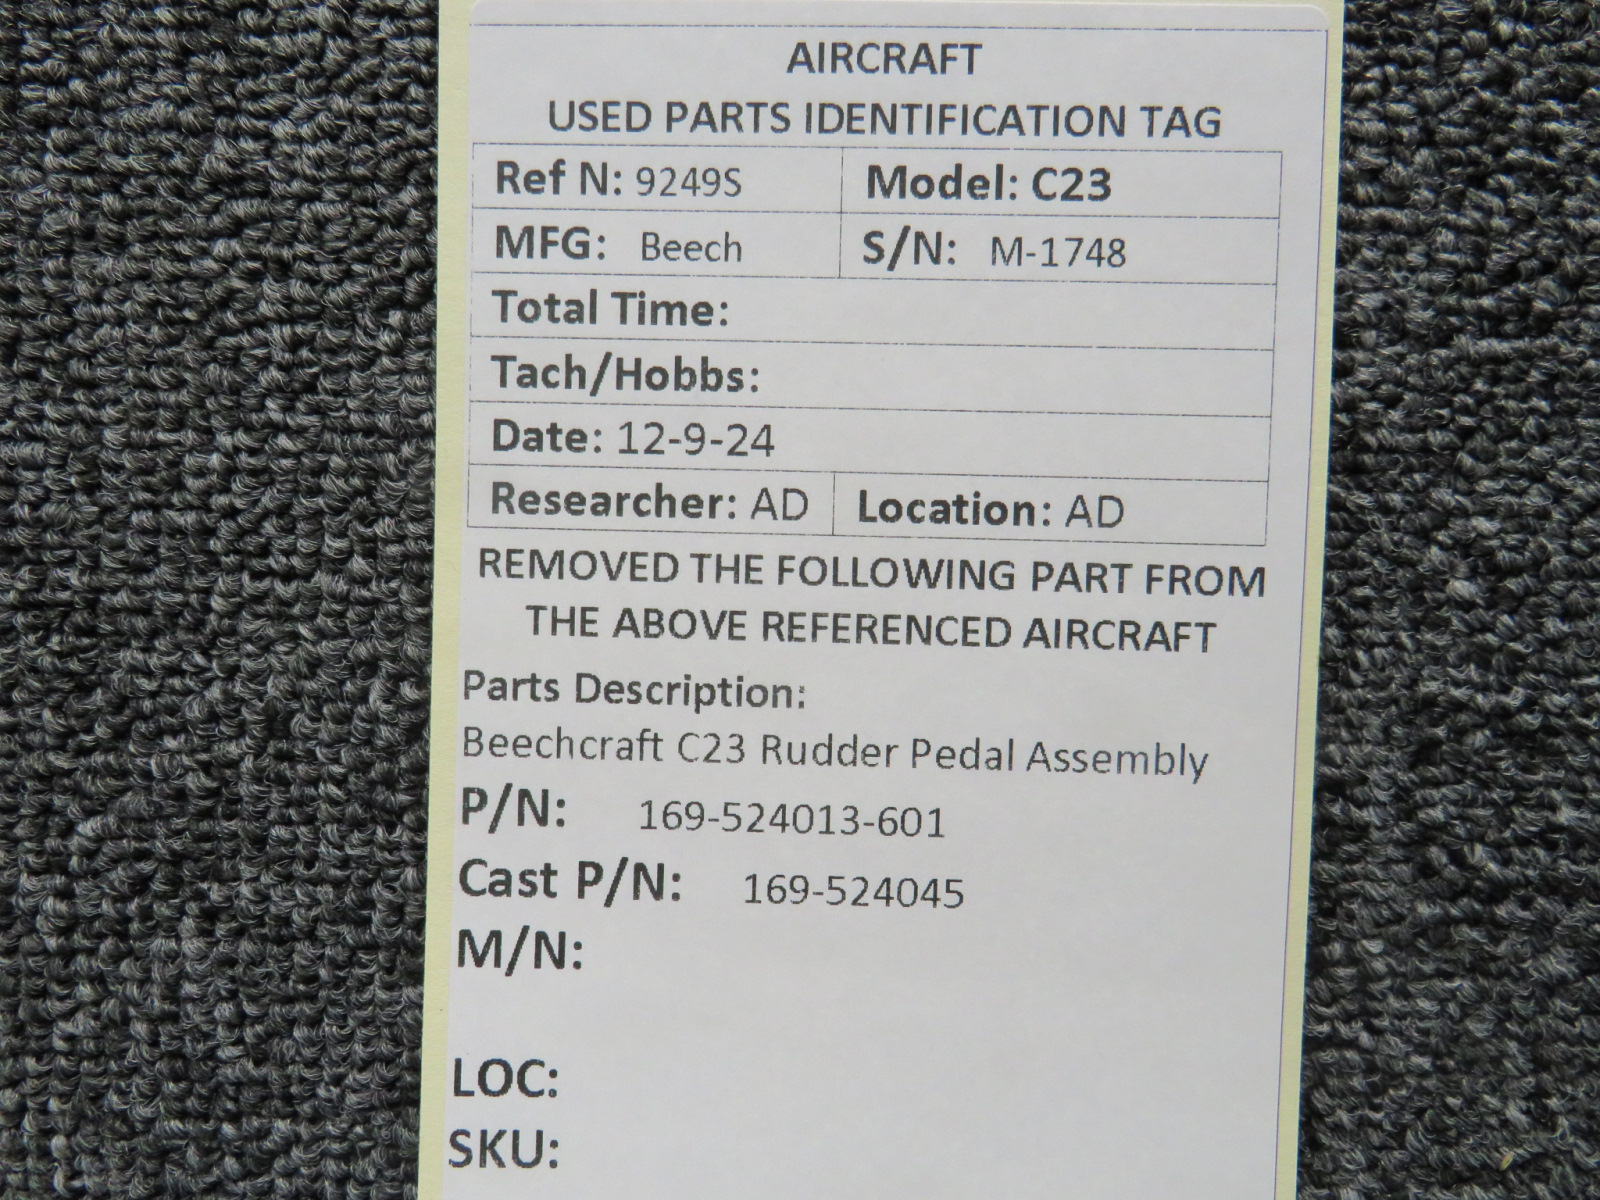 AIRCRAFT
USED PARTS IDENTIFICATION TAG
Ref N: 9249S Model: C23
MFG: Beech S/N: M-1748
Total Time:
Tach/Hobbs:
Date: 12-9-24
Researcher: AD Location: AD
REMOVED THE FOLLOWING PART FROM
THE ABOVE REFERENCED AIRCRAFT
Parts Description:
Beechcraft C23 Rudder Pedal Assembly
P/N: 169-524013-601
Cast P/N: 169-524045
M/N:
LOC:
SKU: